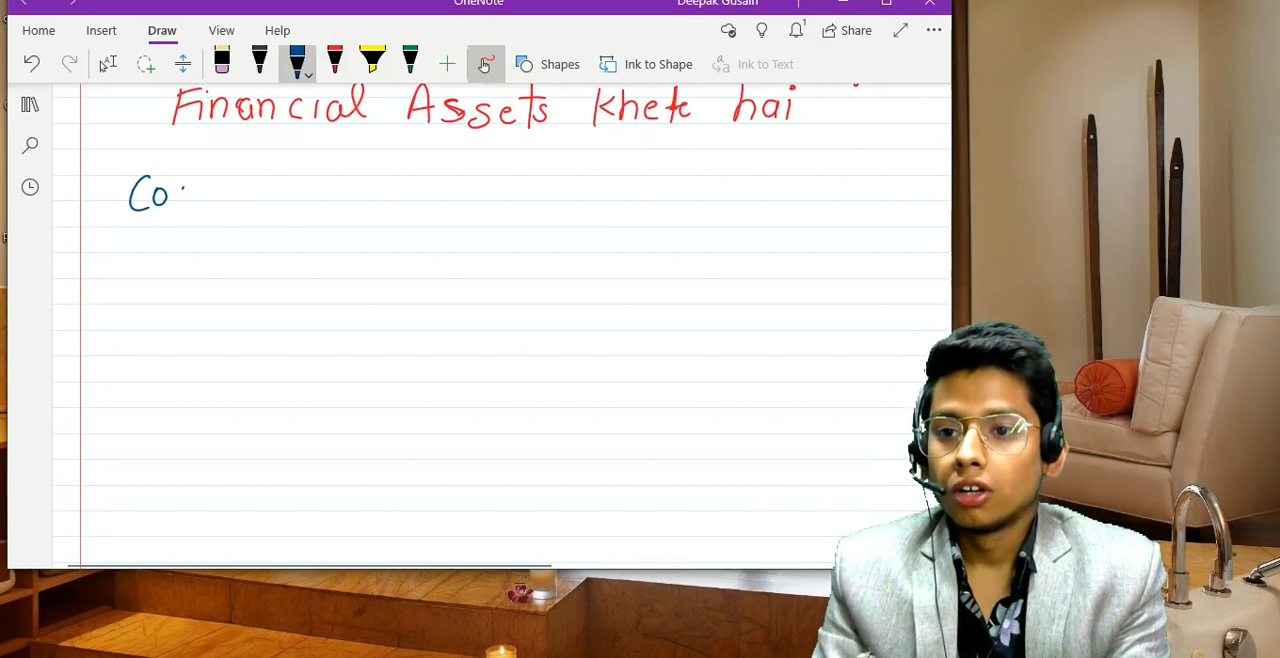 OneNote
Deepak Gusain
Home Insert Draw View Help
Share
Shapes Ink to Shape Ink to Text
Financial Assets Khete hai
Co